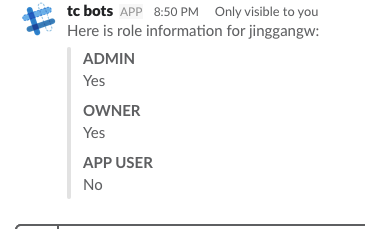 tc bots APP 8:50 PM Only visible to you
Here is role information for jinggangw:
ADMIN
Yes
OWNER
Yes
APP USER
No